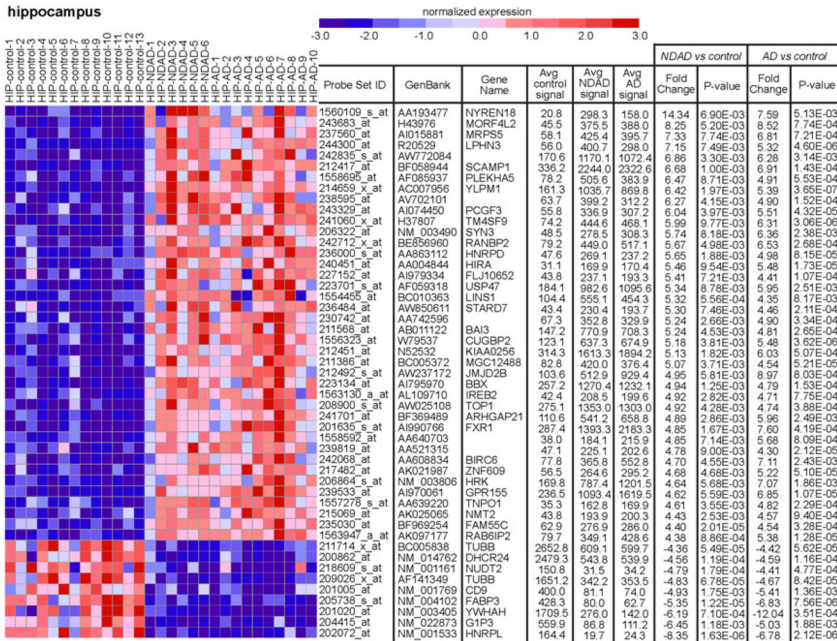 hippocampus
normalized expression
-3.0 -2.0 -1.0 0.0 1.0 2.0 3.0
HIP-control-1
HIP-control-2
HIP-control-3
HIP-control-4
HIP-control-5
HIP-control-6
HIP-control-7
HIP-control-8
HIP-control-9
HIP-control-10
HIP-control-11
HIP-control-12
HIP-control-13
HIP-NDAD-1
HIP-NDAD-2
HIP-NDAD-3
HIP-NDAD-4
HIP-NDAD-5
HIP-NDAD-6
HIP-AD-1
HIP-AD-2
HIP-AD-3
HIP-AD-4
HIP-AD-5
HIP-AD-6
HIP-AD-7
HIP-AD-8
HIP-AD-9
HIP-AD-10
NDAD vs control AD vs control
Probe Set ID GenBank Gene Name Avg control signal Avg NDAD signal Avg AD signal Fold Change P-value Fold Change P-value
1560109_s_at AA193477 NYREN18 20.8 298.3 158.0 14.34 6.90E-03 7.59 5.13E-03
243683_at H43976 MORF4L2 45.5 375.5 388.0 8.25 5.20E-03 8.52 7.74E-04
237560_at AI015881 MRPS5 58.1 425.4 395.7 7.33 7.74E-03 6.81 7.21E-04
244300_at R20529 LPHN3 56.0 400.7 298.0 7.15 7.49E-03 5.32 4.60E-06
242835_s_at AW772084 170.6 1170.1 1072.4 6.86 3.30E-03 6.28 3.14E-03
212417_at BF058944 SCAMP1 336.2 2244.0 2322.6 6.68 1.00E-03 6.91 1.43E-04
1558695_at AF085937 PLEKHA5 78.2 505.6 383.9 6.47 8.71E-03 4.91 5.53E-04
214659_x_at AC007956 YLPM1 161.3 1035.7 869.8 6.42 1.97E-03 5.39 3.65E-07
238595_at AV702101 63.7 399.2 312.2 6.27 4.15E-03 4.90 1.52E-04
243329_at AI074450 PCGF3 55.8 336.9 307.2 6.04 3.97E-03 5.51 4.32E-05
241060_x_at H37807 TM4SF9 74.2 444.6 468.1 5.99 9.77E-03 6.31 3.06E-05
206322_at NM_003490 SYN3 48.5 278.5 308.3 5.74 8.18E-03 6.36 2.38E-03
242712_x_at BE856960 RANBP2 79.2 449.0 517.1 5.67 4.98E-03 6.53 2.68E-04
236000_s_at AA863112 HNRPD 47.6 269.1 237.2 5.65 1.88E-03 4.98 8.15E-05
240451_at AA004844 HIRA 31.1 169.9 170.4 5.46 9.54E-03 5.48 1.73E-05
227152_at AI979334 FLJ10652 43.8 237.1 193.3 5.41 7.21E-03 4.41 1.07E-04
223701_s_at AF059318 USP47 184.1 982.6 1095.6 5.34 8.78E-03 5.95 2.51E-03
1554455_at BC010363 LINS1 104.4 555.1 454.3 5.32 5.56E-04 4.35 8.17E-04
236484_at AW850611 STARD7 43.4 230.4 193.7 5.30 7.46E-03 4.46 2.11E-04
230742_at AA742596 67.3 352.8 329.9 5.24 2.66E-03 4.90 3.34E-04
211568_at AB011122 BAI3 147.2 770.9 708.3 5.24 4.03E-03 4.81 2.65E-04
1556323_at W79537 CUGBP2 123.1 637.3 674.9 5.18 3.81E-03 5.48 3.62E-06
212451_at N52532 KIAA0256 314.3 1613.3 1894.2 5.13 1.82E-03 6.03 5.07E-06
211386_at BC005372 MGC12488 82.8 420.0 376.4 5.07 3.71E-03 4.54 5.21E-05
212492_s_at AW237172 JMJD2B 103.6 512.9 929.4 4.95 5.81E-03 8.97 8.03E-04
223134_at AI795970 BBX 257.2 1270.4 1232.1 4.94 1.25E-03 4.79 1.53E-04
1563130_a_at AL109710 IREB2 42.4 208.5 199.6 4.92 2.82E-03 4.71 7.75E-04
208900_s_at AW025108 TOP1 275.1 1353.0 1303.0 4.92 4.28E-03 4.74 3.88E-04
241701_at BF369489 ARHGAP21 110.6 541.2 658.8 4.89 2.86E-03 5.96 2.49E-03
201635_s_at AI990766 FXR1 287.4 1393.3 2183.3 4.85 1.67E-03 7.60 4.19E-04
1558592_at AA640703 38.0 184.1 215.9 4.85 7.14E-03 5.68 8.09E-04
239819_at AA521315 47.1 225.1 202.6 4.78 9.00E-03 4.30 2.12E-05
242068_at AA608834 BIRC6 77.8 365.8 552.8 4.70 4.55E-03 7.11 2.43E-03
217482_at AK021987 ZNF609 56.5 264.6 295.2 4.68 4.68E-03 5.22 5.10E-05
206864_s_at NM_003806 HRK 169.8 787.4 1201.5 4.64 5.68E-03 7.07 1.86E-03
239533_at AI970061 GPR155 236.5 1093.4 1619.5 4.62 3.59E-03 6.85 1.07E-03
1557278_s_at AA639220 TNPO1 35.3 162.8 169.9 4.61 3.55E-03 4.82 2.29E-04
215069_at AK025065 NMT2 43.8 193.9 200.3 4.43 2.53E-03 4.57 9.40E-04
235030_at BF969254 FAM55C 62.9 276.9 286.0 4.40 2.01E-05 4.54 3.28E-04
1563947_a_at AK097177 RAB6IP2 79.7 349.1 428.6 4.38 8.86E-04 5.38 1.28E-05
211714_x_at BC005838 TUBB 2652.8 609.1 599.7 -4.36 5.49E-05 -4.42 5.62E-05
200862_at NM_014762 DHCR24 2479.3 543.8 539.9 -4.56 1.19E-04 -4.59 1.16E-04
218609_s_at NM_001161 NUDT2 150.8 31.5 34.2 -4.79 1.79E-04 -4.41 4.77E-04
209026_x_at AF141349 TUBB 1651.2 342.2 353.5 -4.83 6.78E-05 -4.67 8.42E-05
201005_at NM_001769 CD9 400.0 81.1 74.0 -4.93 1.75E-03 -5.41 1.36E-03
205738_s_at NM_004102 FABP3 428.3 80.0 62.7 -5.35 1.22E-05 -6.83 7.56E-06
201020_at NM_003405 YWHAH 1709.5 276.0 142.0 -6.19 7.10E-04 -12.04 3.51E-04
204415_at NM_022873 G1P3 559.9 86.8 111.2 -6.45 1.18E-03 -5.03 1.88E-03
202072_at NM_001533 HNRPL 164.4 19.7 24.3 -8.33 1.63E-05 -6.78 2.12E-05